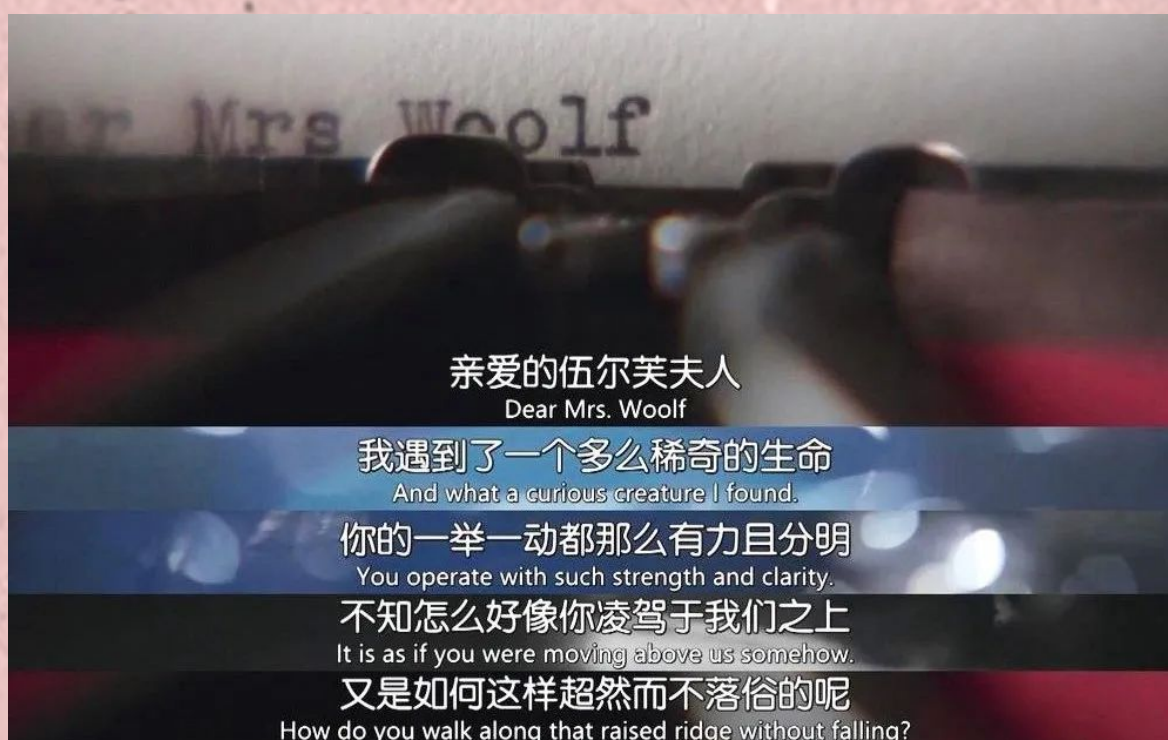 ar Mrs Woolf
亲爱的伍尔芙夫人
Dear Mrs. Woolf
我遇到了一个多么稀奇的生命
And what a curious creature I found.
你的一举一动都那么有力且分明
You operate with such strength and clarity.
不知怎么好像你凌驾于我们之上
It is as if you were moving above us somehow.
又是如何这样超然而不落俗的呢
How do you walk along that raised ridge without falling?